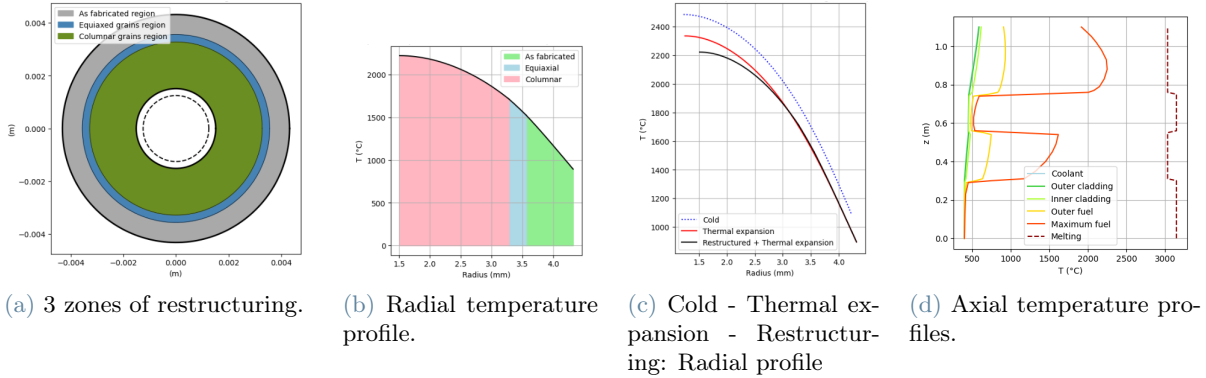 As fabricated region
Equiaxed grains region
Columnar grains region
0.004
0.002
0.000
−0.002
−0.004
(m)
−0.004
−0.002
0.000
0.002
0.004
(m)
(a) 3 zones of restructuring.
As fabricated
Equiaxial
Columnar
2000
1500
1000
500
0
T (°C)
1.5
2.0
2.5
3.0
3.5
4.0
Radius (mm)
(b) Radial temperature
profile.
2400
2200
2000
1800
1600
1400
1200
1000
T (°C)
Cold
Thermal expansion
Restructured + Thermal expansion
1.5
2.0
2.5
3.0
3.5
4.0
Radius (mm)
(c) Cold - Thermal ex-
pansion - Restructur-
ing: Radial profile
1.0
0.8
0.6
0.4
0.2
0.0
z (m)
Coolant
Outer cladding
Inner cladding
Outer fuel
Maximum fuel
Melting
500
1000
1500
2000
2500
3000
T (°C)
(d) Axial temperature pro-
files.